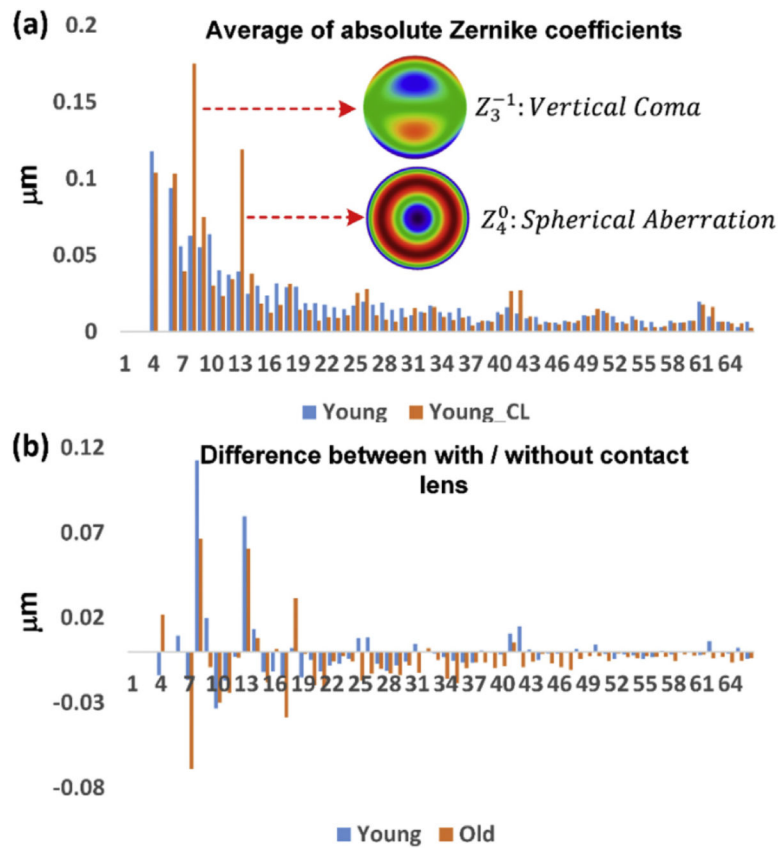 (a)
Average of absolute Zernike coefficients
0.2
0.15
0.1
0.05
0
μm
Z₃⁻¹: Vertical Coma
Z₄⁰: Spherical Aberration
1 4 7 10 13 16 19 22 25 28 31 34 37 40 43 46 49 52 55 58 61 64
Young Young_CL
(b)
Difference between with / without contact
lens
0.12
0.07
0.02
-0.03
-0.08
μm
1 4 7 10 13 16 19 22 25 28 31 34 37 40 43 46 49 52 55 58 61 64
Young Old